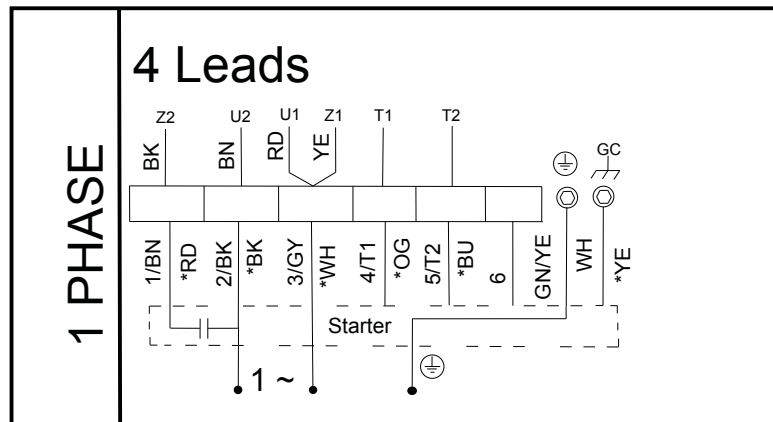 1 PHASE
4 Leads
Z2 U2 U1 Z1 T1 T2
BK BN RD YE
GC
1/BN *RD 2/BK *BK 3/GY *WH 4/T1 *OG 5/T2 *BU 6 GN/YE WH *YE
Starter
1 ~